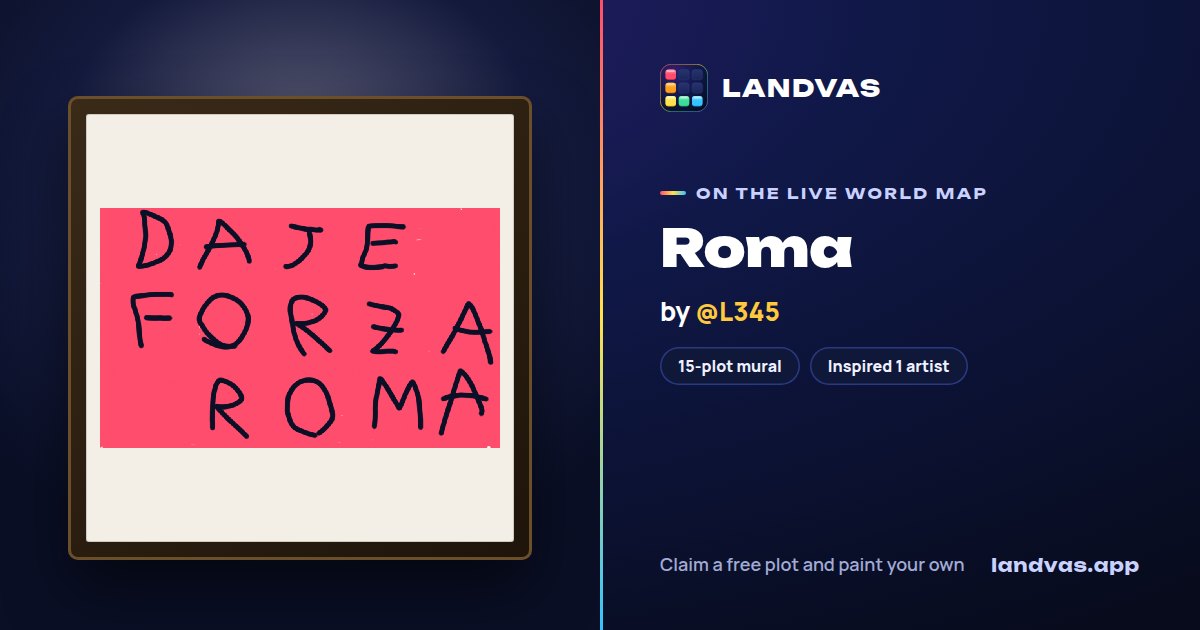 DAJE
FORZA
ROMA
LANDVAS
ON THE LIVE WORLD MAP
Roma
by @L345
15-plot mural
Inspired 1 artist
Claim a free plot and paint your own
landvas.app